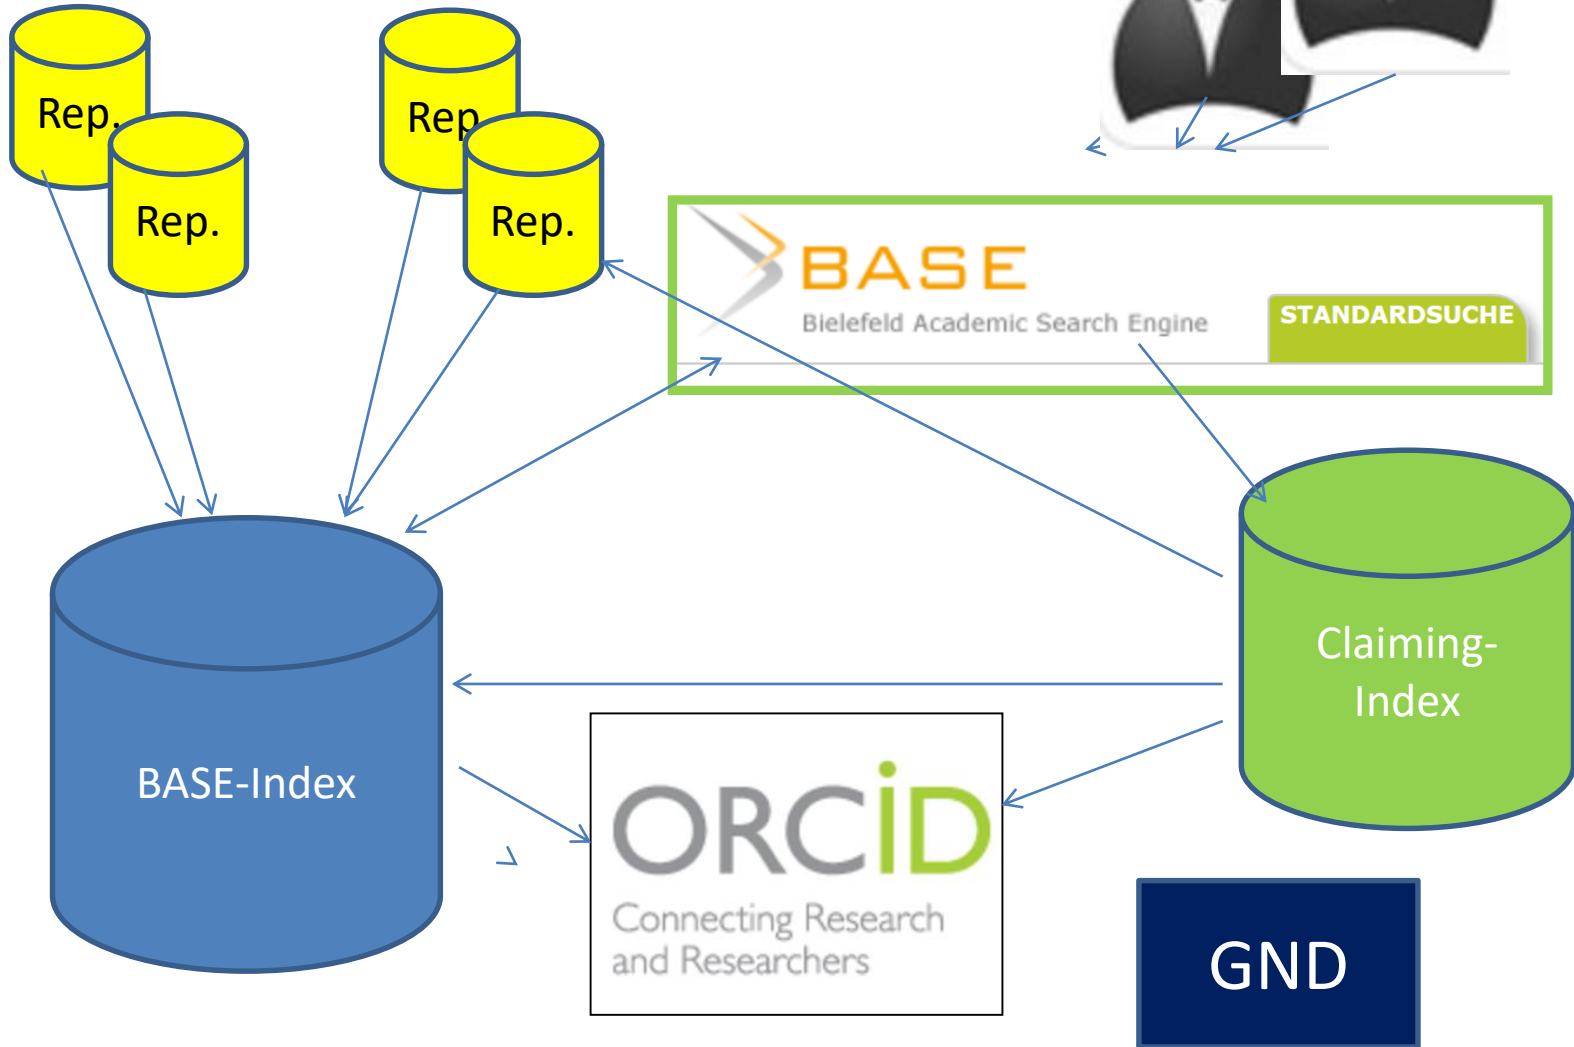 Rep.
Rep.
Rep
Rep.
BASE
Bielefeld Academic Search Engine
STANDARDSUCHE
Claiming-
Index
BASE-Index
ORCiD
Connecting Research
and Researchers
GND